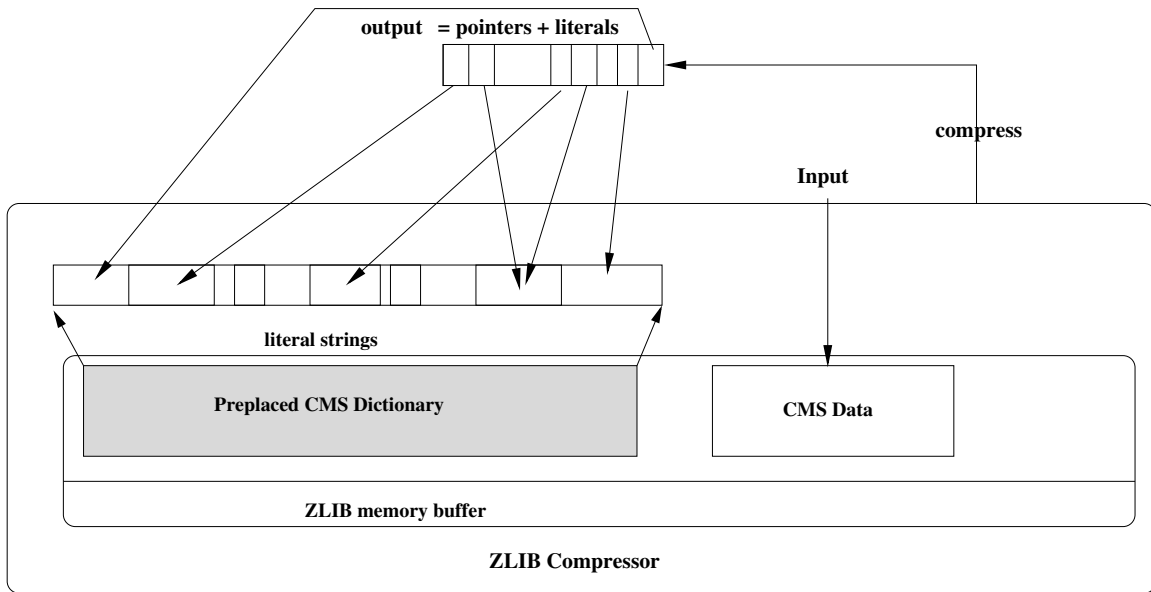 output = pointers + literals
compress
Input
literal strings
Preplaced CMS Dictionary
CMS Data
ZLIB memory buffer
ZLIB Compressor